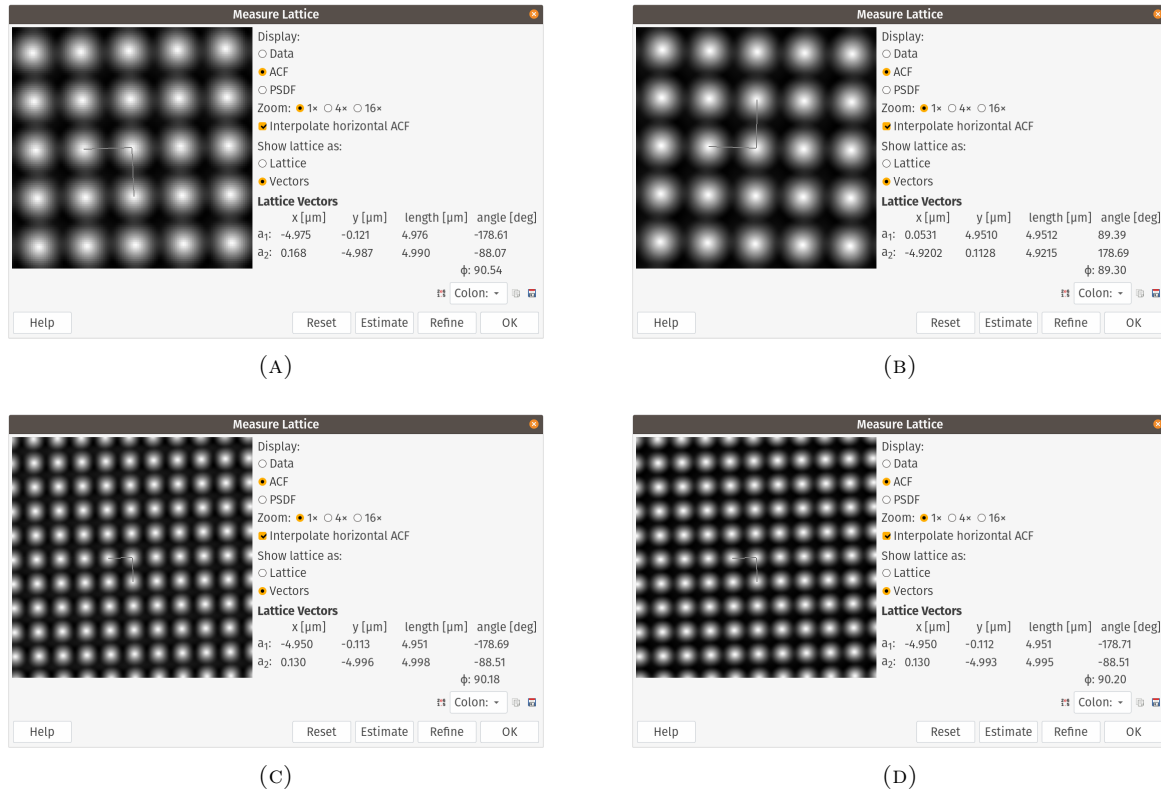 Measure Lattice
Display:
Data
ACF
PSDF
Zoom: 1× 4× 16×
Interpolate horizontal ACF
Show lattice as:
Lattice
Vectors
Lattice Vectors
x [µm] y [µm] length [µm] angle [deg]
a₁: -4.975 -0.121 4.976 -178.61
a₂: 0.168 -4.987 4.990 -88.07
ϕ: 90.54
Colon:
Help Reset Estimate Refine OK
(A)
Measure Lattice
Display:
Data
ACF
PSDF
Zoom: 1× 4× 16×
Interpolate horizontal ACF
Show lattice as:
Lattice
Vectors
Lattice Vectors
x [µm] y [µm] length [µm] angle [deg]
a₁: 0.0531 4.9510 4.9512 89.39
a₂: -4.9202 0.1128 4.9215 178.69
ϕ: 89.30
Colon:
Help Reset Estimate Refine OK
(B)
Measure Lattice
Display:
Data
ACF
PSDF
Zoom: 1× 4× 16×
Interpolate horizontal ACF
Show lattice as:
Lattice
Vectors
Lattice Vectors
x [µm] y [µm] length [µm] angle [deg]
a₁: -4.950 -0.113 4.951 -178.69
a₂: 0.130 -4.996 4.998 -88.51
ϕ: 90.18
Colon:
Help Reset Estimate Refine OK
(C)
Measure Lattice
Display:
Data
ACF
PSDF
Zoom: 1× 4× 16×
Interpolate horizontal ACF
Show lattice as:
Lattice
Vectors
Lattice Vectors
x [µm] y [µm] length [µm] angle [deg]
a₁: -4.950 -0.112 4.951 -178.71
a₂: 0.130 -4.993 4.995 -88.51
ϕ: 90.20
Colon:
Help Reset Estimate Refine OK
(D)